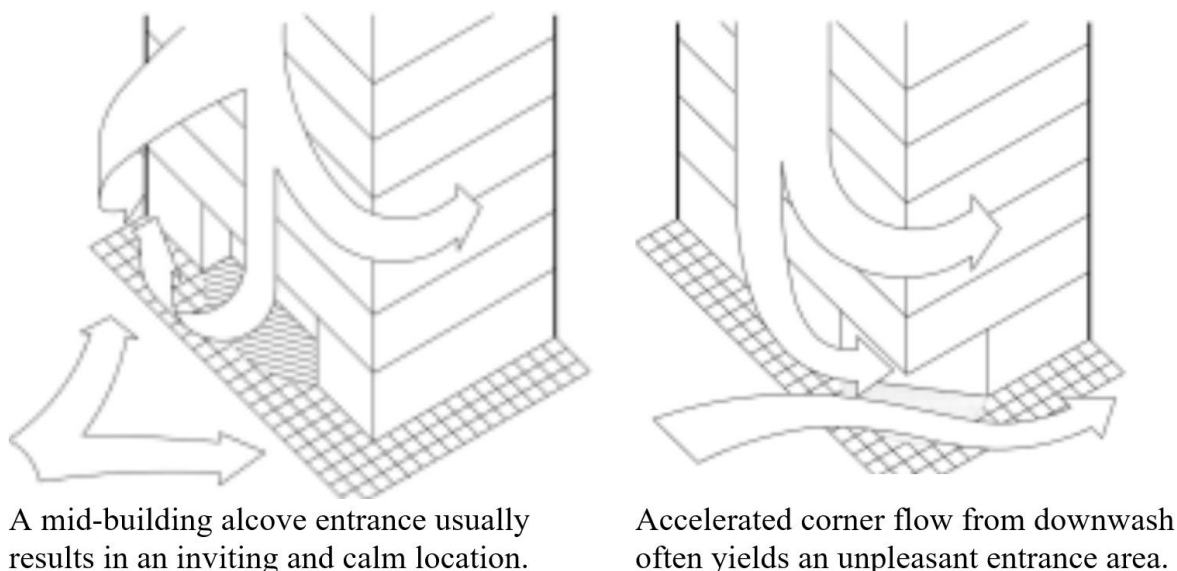 A mid-building alcove entrance usually
results in an inviting and calm location.
Accelerated corner flow from downwash
often yields an unpleasant entrance area.